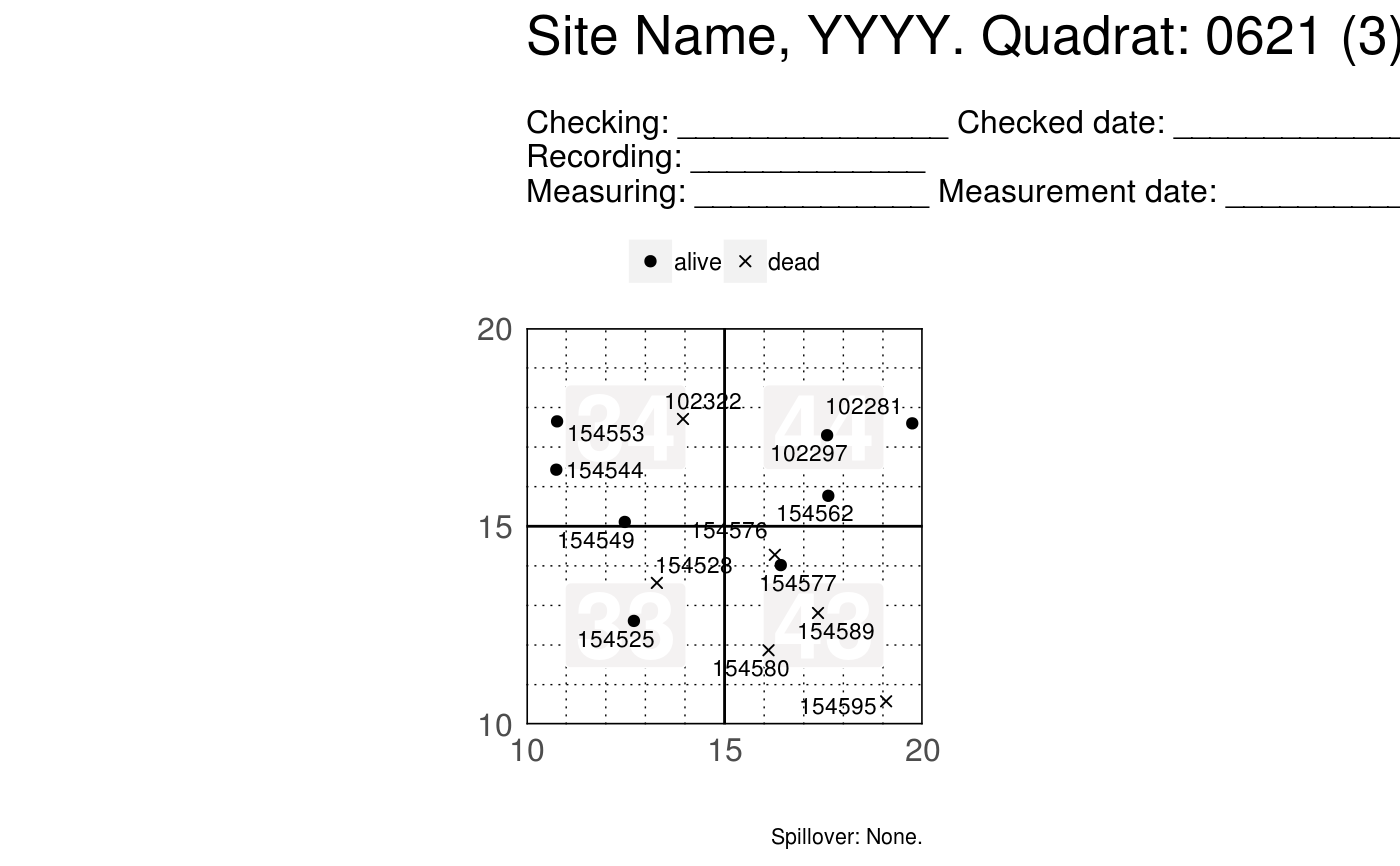 Site Name, YYYY. Quadrat: 0621 (3)
Checking: _______________ Checked date: _____________
Recording: _____________
Measuring: _____________ Measurement date: __________
alive dead
20
34 44
102322
102281
154553
102297
154544
154562
15
154576
154549
154528
154577
33 43
154589
154525
154580
154595
10
10 15 20
Spillover: None.